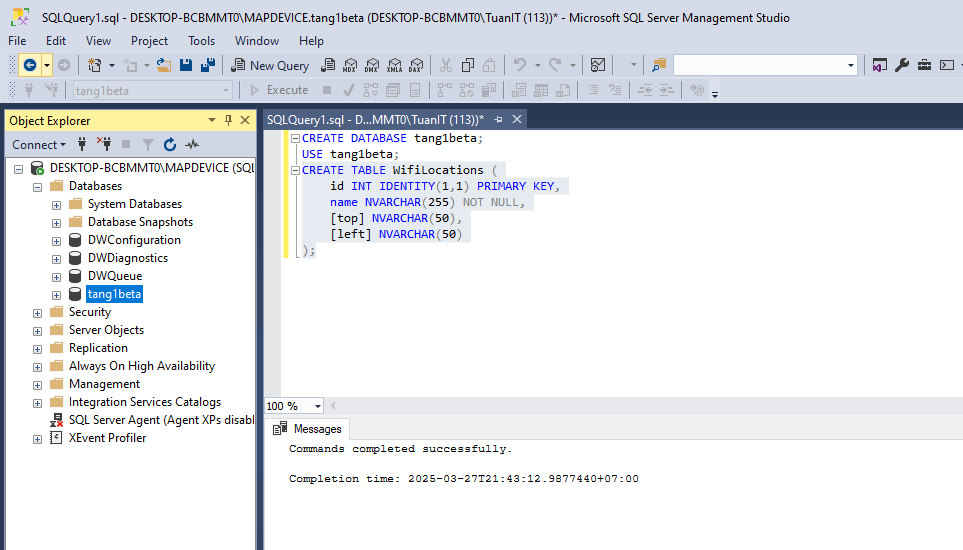 SQLQuery1.sql - DESKTOP-BCBMMT0\MAPDEVICE.tang1beta (DESKTOP-BCBMMT0\TuanIT (113))* - Microsoft SQL Server Management Studio
File Edit View Project Tools Window Help
New Query MDX DMX XMLA DAX
tang1beta Execute
Object Explorer
Connect
DESKTOP-BCBMMT0\MAPDEVICE (SQL
Databases
System Databases
Database Snapshots
DWConfiguration
DWDiagnostics
DWQueue
tang1beta
Security
Server Objects
Replication
Always On High Availability
Management
Integration Services Catalogs
SQL Server Agent (Agent XPs disabl
XEvent Profiler
SQLQuery1.sql - D...MMT0\TuanIT (113))*
CREATE DATABASE tang1beta;
USE tang1beta;
CREATE TABLE WifiLocations (
id INT IDENTITY(1,1) PRIMARY KEY,
name NVARCHAR(255) NOT NULL,
[top] NVARCHAR(50),
[left] NVARCHAR(50)
);
100 %
Messages
Commands completed successfully.
Completion time: 2025-03-27T21:43:12.9877440+07:00